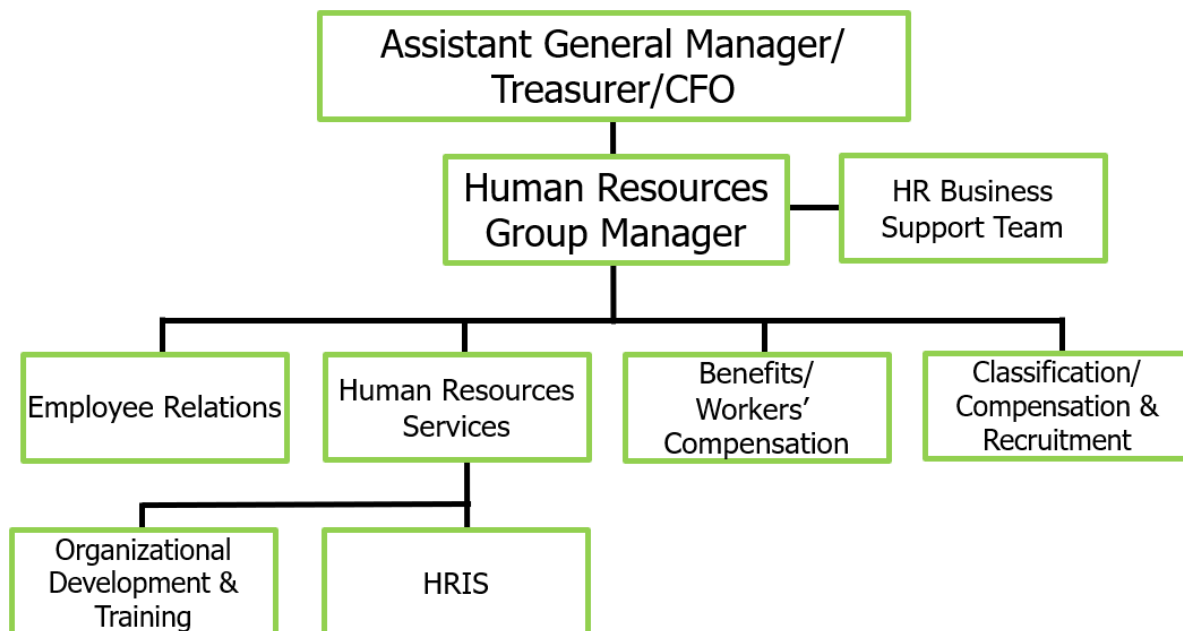 Assistant General Manager/
Treasurer/CFO
Human Resources
Group Manager
HR Business
Support Team
Employee Relations
Human Resources
Services
Benefits/
Workers’
Compensation
Classification/
Compensation &
Recruitment
Organizational
Development &
Training
HRIS